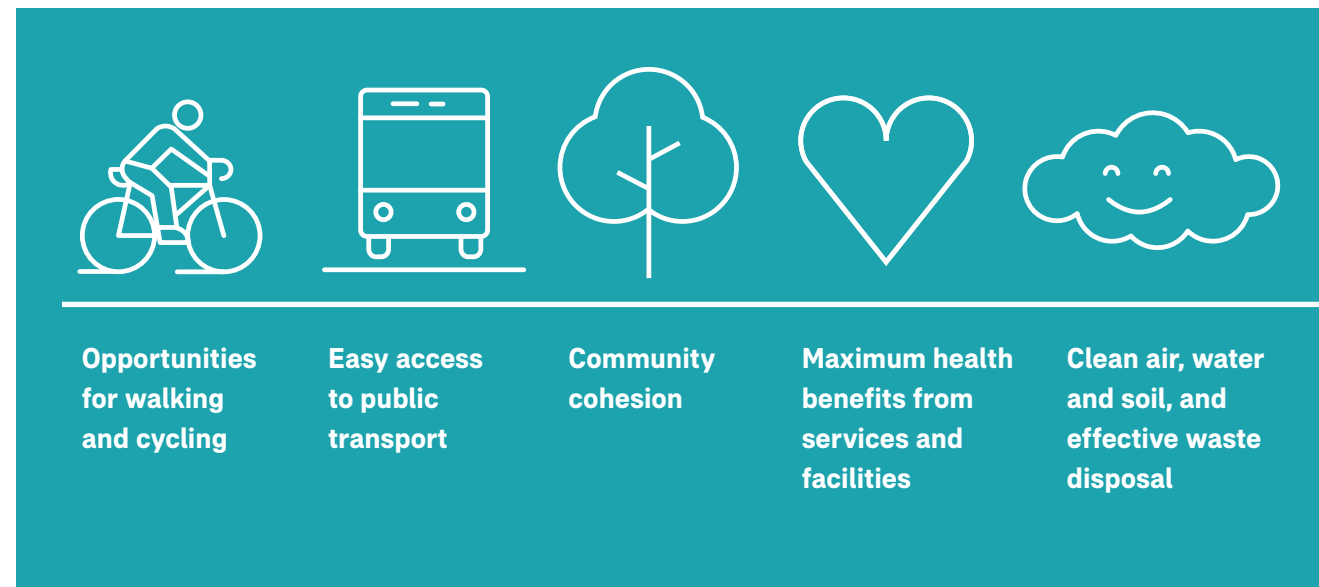 Opportunities
for walking
and cycling
Easy access
to public
transport
Community
cohesion
Maximum health
benefits from
services and
facilities
Clean air, water
and soil, and
effective waste
disposal